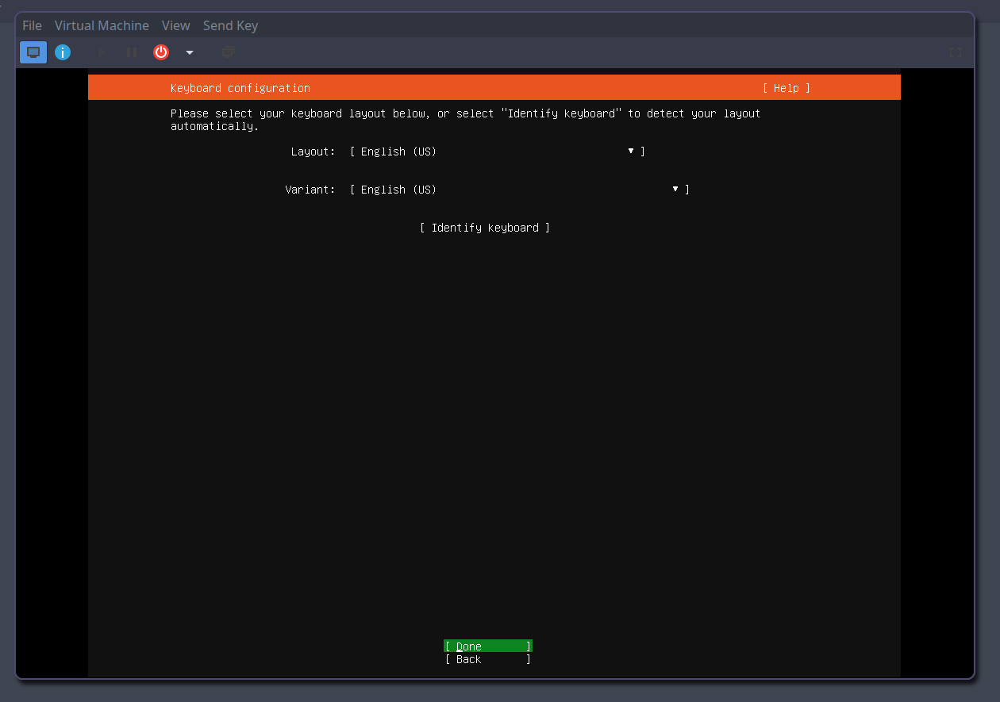 File Virtual Machine View Send Key
Keyboard configuration [ Help ]
Please select your keyboard layout below, or select "Identify keyboard" to detect your layout
automatically.
Layout: [ English (US) ▾ ]
Variant: [ English (US) ▾ ]
[ Identify keyboard ]
[ Done ]
[ Back ]